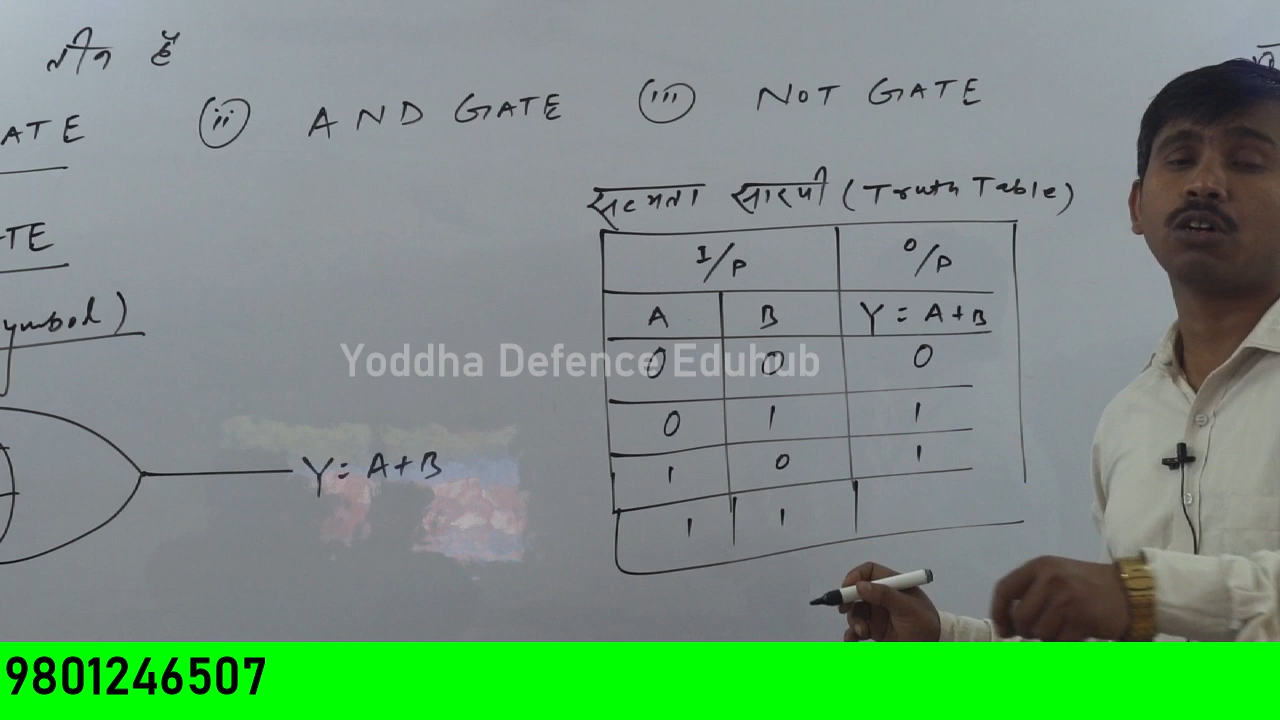 तीन हैं
ATE (ii) AND GATE (iii) NOT GATE
TE
ymbol)
सत्यता सारणी (Truth Table)
I/P O/P
A B Y = A+B
0 0 0
0 1 1
1 0 1
1 1
Y = A+B
Yoddha Defence Eduhub
9801246507